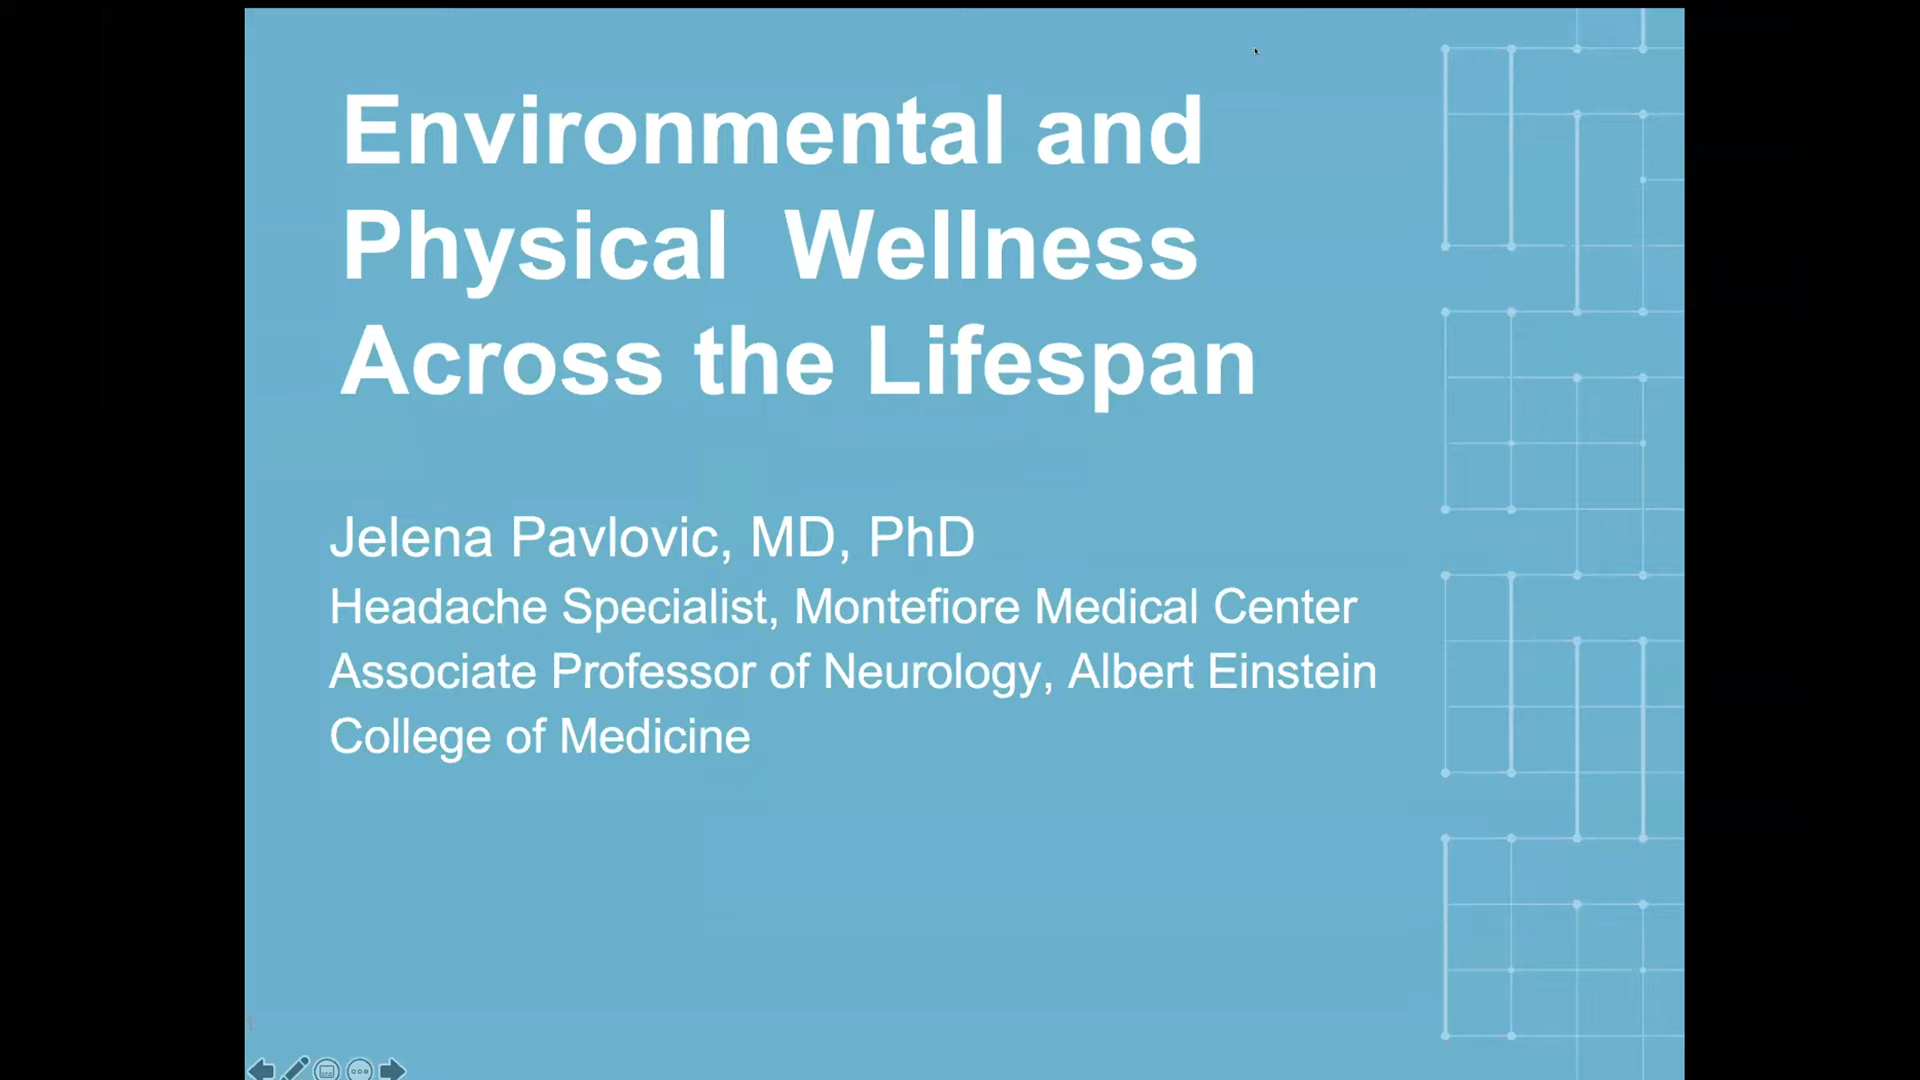 Environmental and
Physical  Wellness
Across the Lifespan
Jelena Pavlovic, MD, PhD
Headache Specialist, Montefiore Medical Center
Associate Professor of Neurology, Albert Einstein
College of Medicine
1